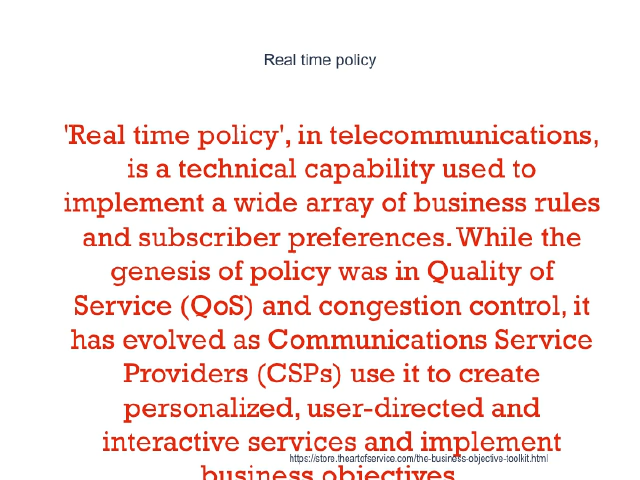 Real time policy
'Real time policy', in telecommunications,
is a technical capability used to
implement a wide array of business rules
and subscriber preferences. While the
genesis of policy was in Quality of
Service (QoS) and congestion control, it
has evolved as Communications Service
Providers (CSPs) use it to create
personalized, user-directed and
interactive services and implement
https://store.theartofservice.com/the-business-objective-toolkit.html
business objectives